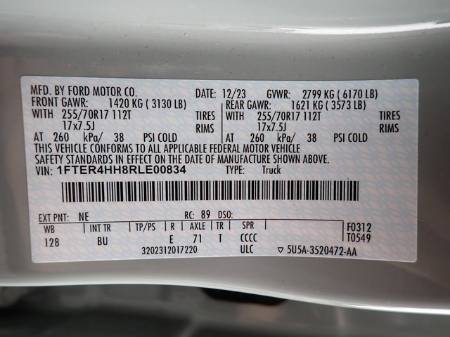 MFD. BY FORD MOTOR CO. 12/23 GVWR: 2799 KG ( 6170 LB)
FRONT GAWR: 1420 KG ( 3130 LB) REAR GAWR: 1621 KG ( 3573 LB)
WITH 255/70R17 112T TIRES WITH 255/70R17 112T TIRES
17x7.5J RIMS 17x7.5J RIMS
AT 260 kPa/ 38 PSI COLD AT 260 kPa/ 38 PSI COLD
THIS VEHICLE CONFORMS TO ALL APPLICABLE FEDERAL MOTOR VEHICLE
SAFETY STANDARDS IN EFFECT ON THE DATE OF MANUFACTURE SHOWN ABOVE.
VIN: 1FTER4HH8RLE00834 TYPE: Truck
EXT PNT: NE RC: 89 DSO:
WB TP/PS R AXLE TR SPR F0312
128 BU E 71 T CCCC T0549
3202312017220 ULC 5U5A-3520472-AA